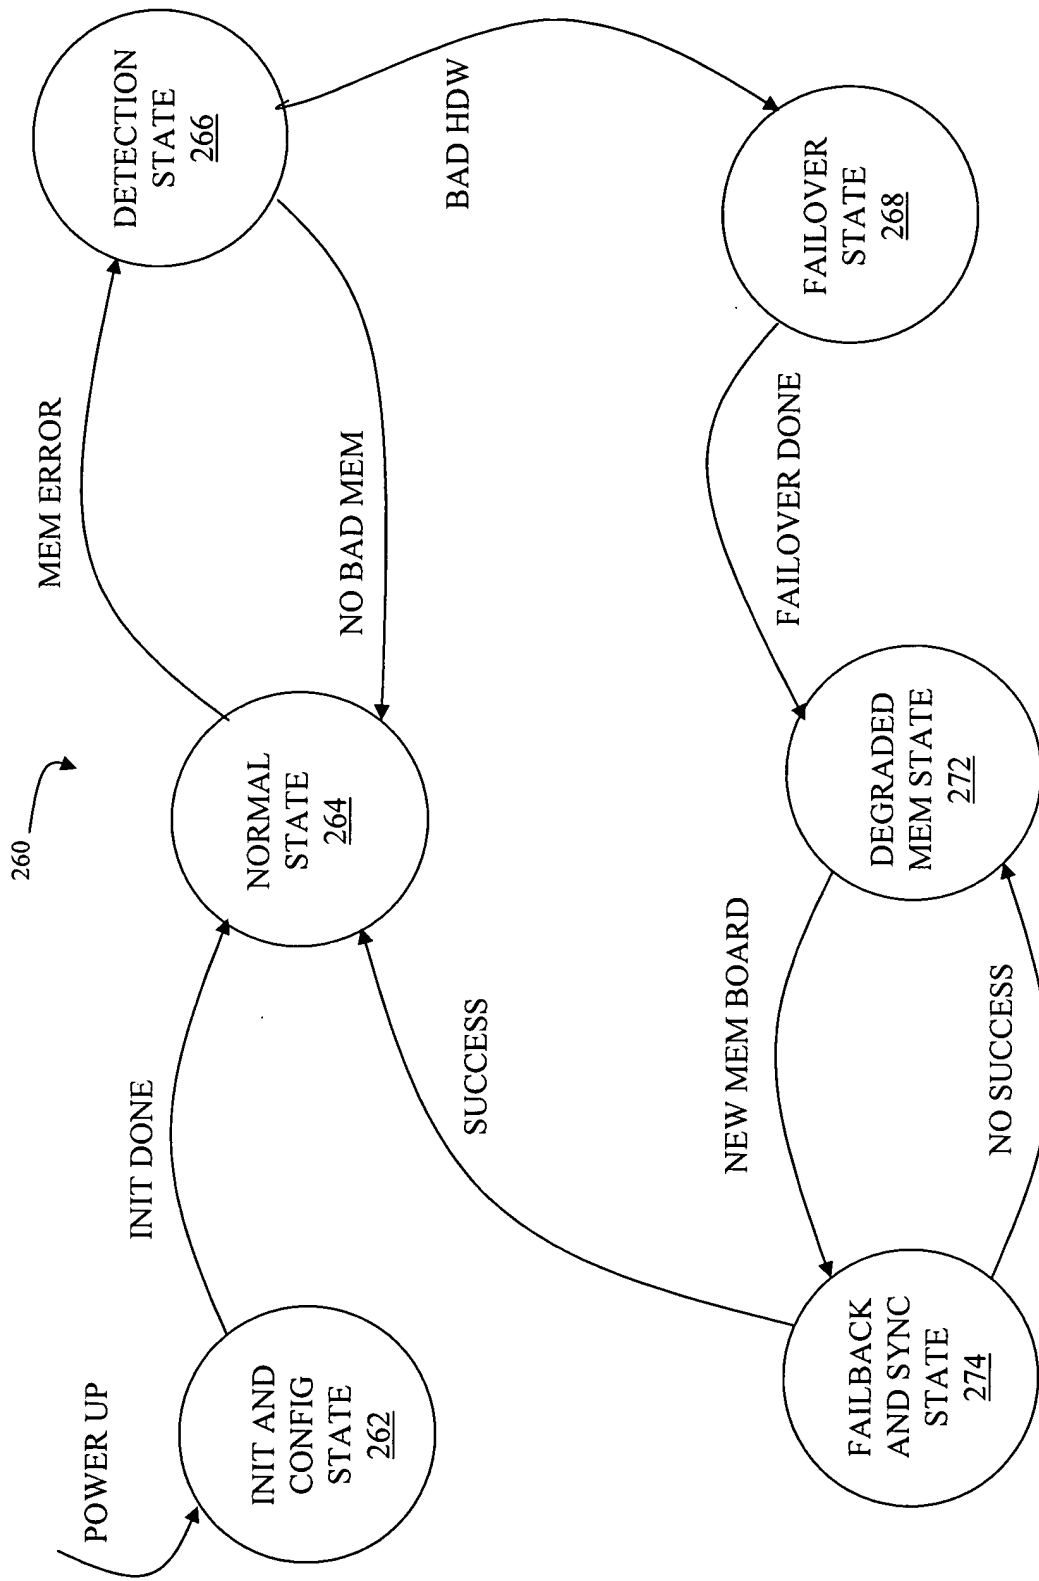 260
POWER UP
INIT AND
CONFIG
STATE
262
INIT DONE
NORMAL
STATE
264
MEM ERROR
DETECTION
STATE
266
NO BAD MEM
BAD HDW
SUCCESS
FAILBACK
AND SYNC
STATE
274
NEW MEM BOARD
NO SUCCESS
DEGRADED
MEM STATE
272
FAILOVER DONE
FAILOVER
STATE
268